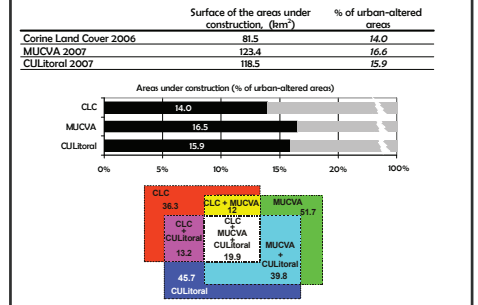 Surface of the areas under construction, (km²) % of urban-altered areas
Corine Land Cover 2006 81.5 14.0
MUCVA 2007 123.4 16.6
CULitoral 2007 118.5 15.9
Areas under construction (% of urban-altered areas)
CLC 14.0
MUCVA 16.5
CULitoral 15.9
0% 5% 10% 15% 20% 100%
CLC
36.3
CLC + MUCVA
12
MUCVA
51.7
CLC
+
CULitoral
13.2
CLC
+
MUCVA
+
CULitoral
19.9
MUCVA
+
CULitoral
39.8
45.7
CULitoral